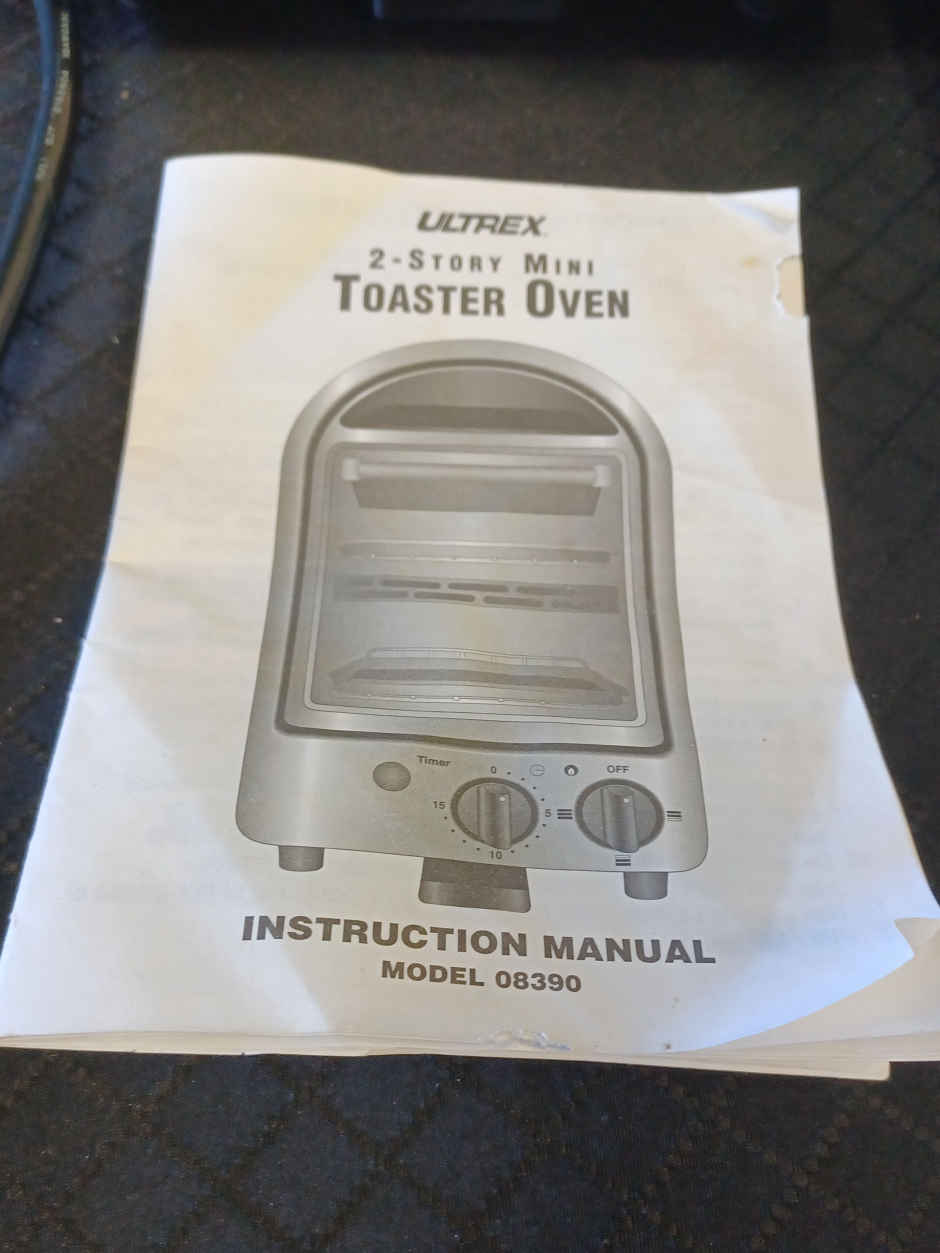 ULTREX
2-STORY MINI
TOASTER OVEN
Timer
0
OFF
15
5
10
INSTRUCTION MANUAL
MODEL 08390